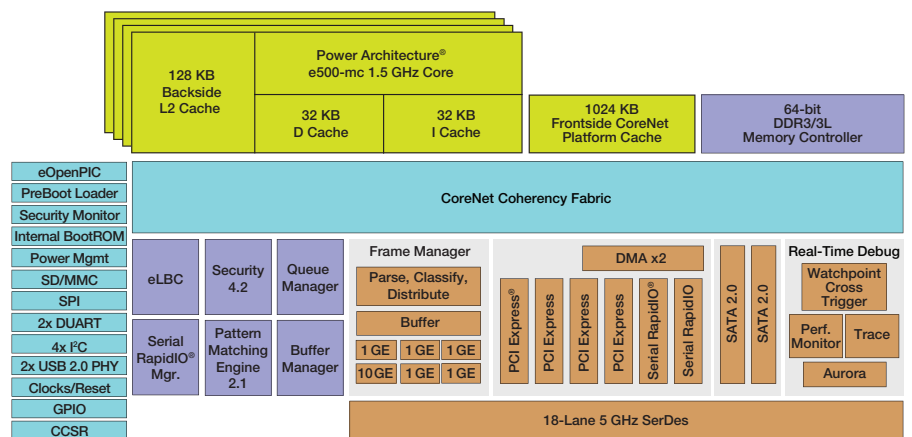 128 KB
Backside
L2 Cache
Power Architecture®
e500-mc 1.5 GHz Core
32 KB
D Cache
32 KB
I Cache
1024 KB
Frontside CoreNet
Platform Cache
64-bit
DDR3/3L
Memory Controller
eOpenPIC
PreBoot Loader
Security Monitor
Internal BootROM
Power Mgmt
SD/MMC
SPI
2x DUART
4x I²C
2x USB 2.0 PHY
Clocks/Reset
GPIO
CCSR
CoreNet Coherency Fabric
eLBC
Security
4.2
Queue
Manager
Serial
RapidIO®
Mgr.
Pattern
Matching
Engine
2.1
Buffer
Manager
Frame Manager
Parse, Classify,
Distribute
Buffer
1 GE
1 GE
1 GE
10GE
1 GE
1 GE
DMA x2
PCI Express®
PCI Express
PCI Express
PCI Express
Serial RapidIO®
Serial RapidIO
SATA 2.0
SATA 2.0
Real-Time Debug
Watchpoint
Cross
Trigger
Perf.
Monitor
Trace
Aurora
18-Lane 5 GHz SerDes